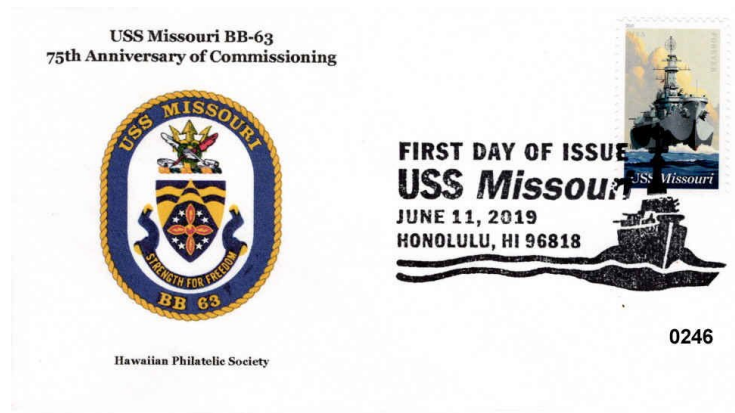 USS Missouri BB-63
75th Anniversary of Commissioning
USS MISSOURI
STRENGTH FOR FREEDOM
BB 63
Hawaiian Philatelic Society
USS Missouri
FIRST DAY OF ISSUE
USS Missouri
JUNE 11, 2019
HONOLULU, HI 96818
0246